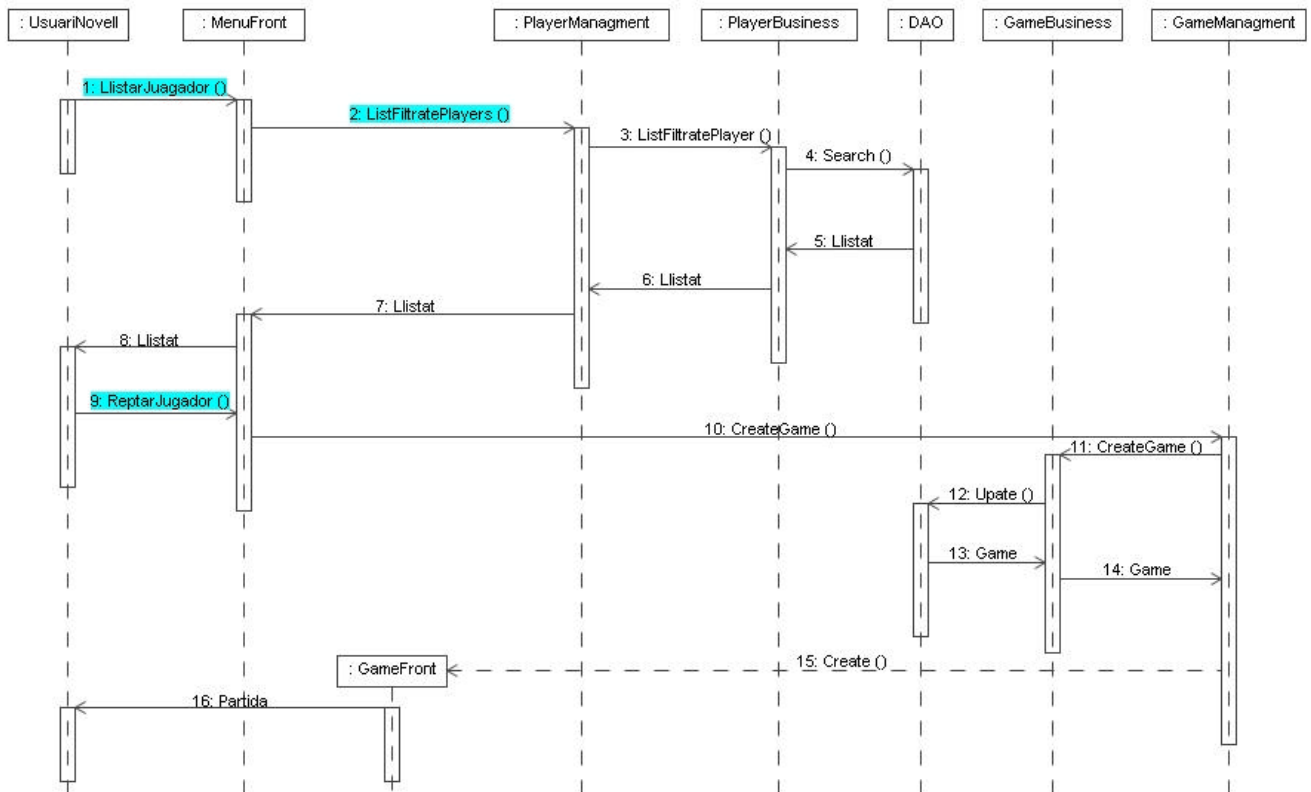 : UsuariNovell
: MenuFront
: PlayerManagment
: PlayerBusiness
: DAO
: GameBusiness
: GameManagment
1: LlistarJuagador ()
2: ListFiltratePlayers ()
3: ListFiltratePlayer ()
4: Search ()
5: Llistat
6: Llistat
7: Llistat
8: Llistat
9: ReptarJugador ()
10: CreateGame ()
11: CreateGame ()
12: Upate ()
13: Game
14: Game
15: Create ()
: GameFront
16: Partida